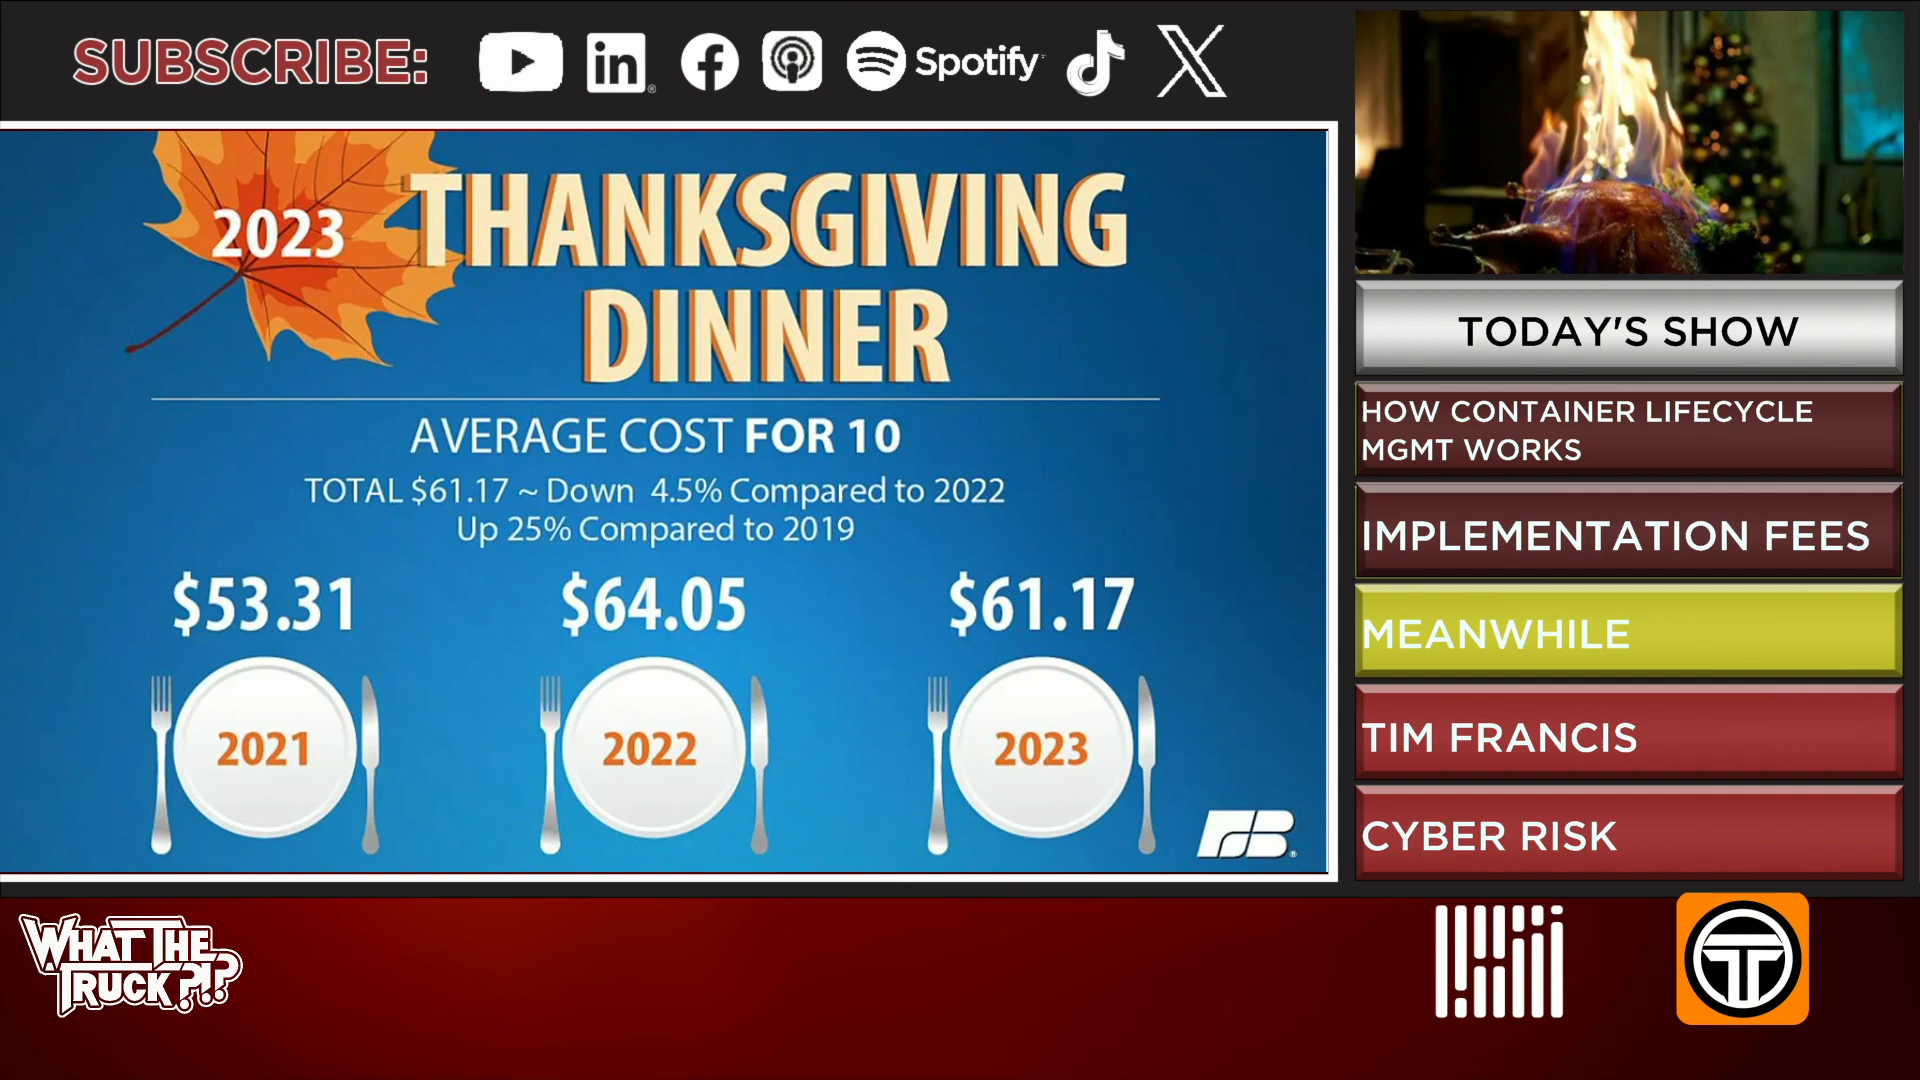 SUBSCRIBE:
Spotify
2023
THANKSGIVING
DINNER
AVERAGE COST FOR 10
TOTAL $61.17 ~ Down 4.5% Compared to 2022
Up 25% Compared to 2019
$53.31 $64.05 $61.17
2021 2022 2023
TODAY'S SHOW
HOW CONTAINER LIFECYCLE
MGMT WORKS
IMPLEMENTATION FEES
MEANWHILE
TIM FRANCIS
CYBER RISK
WHAT THE
TRUCK?!?